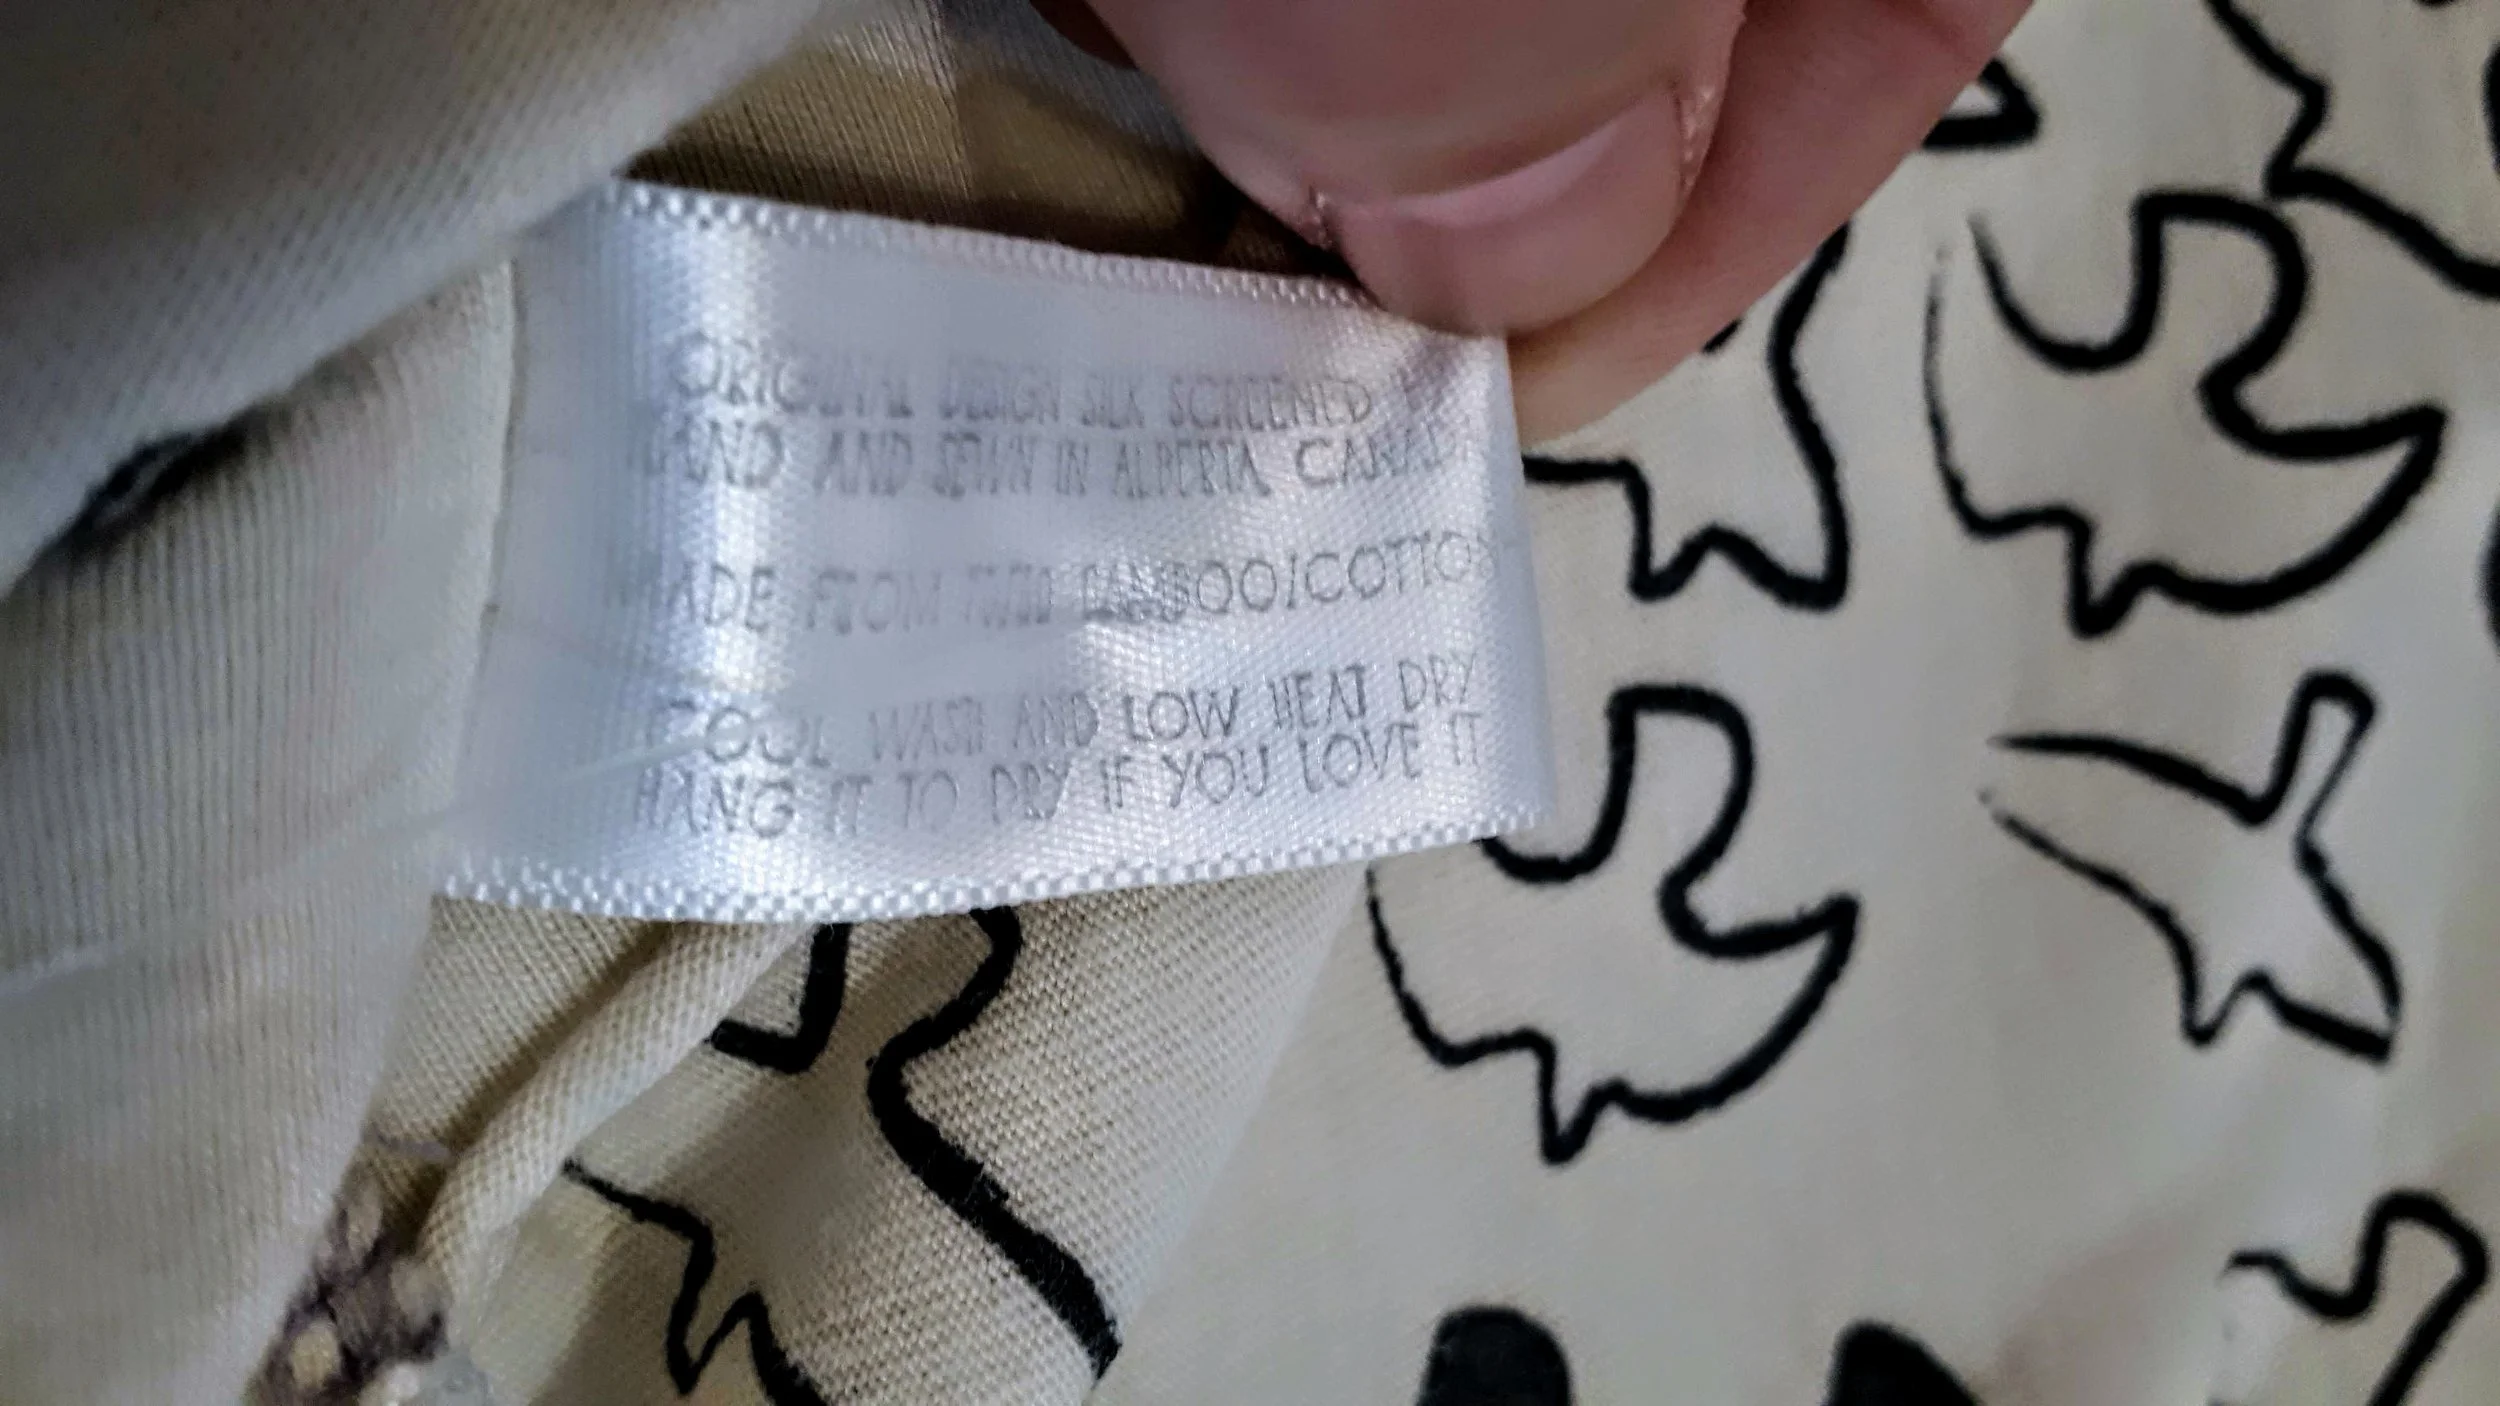 ORIGINAL DESIGN SILK SCREENED
HAND AND SEWN IN ALBERTA, CANADA
MADE FROM BAMBOO/COTTON
COOL WASH AND LOW HEAT DRY
HANG IT TO DRY IF YOU LOVE IT